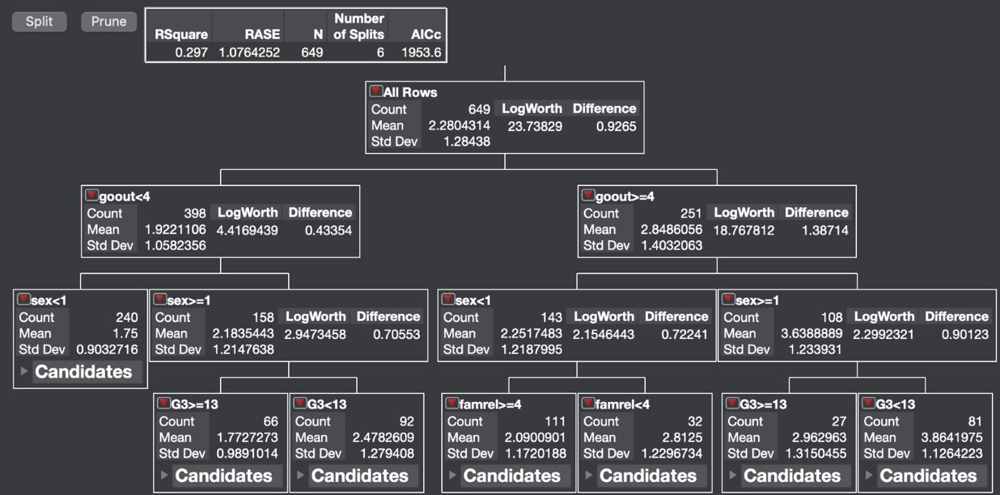 Split Prune
Number
RSquare RASE N of Splits AICc
0.297 1.0764252 649 6 1953.6
All Rows
Count 649 LogWorth Difference
Mean 2.2804314 23.73829 0.9265
Std Dev 1.28438
goout<4
Count 398 LogWorth Difference
Mean 1.9221106 4.4169439 0.43354
Std Dev 1.0582356
goout>=4
Count 251 LogWorth Difference
Mean 2.8486056 18.767812 1.38714
Std Dev 1.4032063
sex<1
Count 240
Mean 1.75
Std Dev 0.9032716
Candidates
sex>=1
Count 158 LogWorth Difference
Mean 2.1835443 2.9473458 0.70553
Std Dev 1.2147638
sex<1
Count 143 LogWorth Difference
Mean 2.2517483 2.1546443 0.72241
Std Dev 1.2187995
sex>=1
Count 108 LogWorth Difference
Mean 3.6388889 2.2992321 0.90123
Std Dev 1.233931
G3>=13
Count 66
Mean 1.7727273
Std Dev 0.9891014
Candidates
G3<13
Count 92
Mean 2.4782609
Std Dev 1.279408
Candidates
famrel>=4
Count 111
Mean 2.0900901
Std Dev 1.1720188
Candidates
famrel<4
Count 32
Mean 2.8125
Std Dev 1.2296734
Candidates
G3>=13
Count 27
Mean 2.962963
Std Dev 1.3150455
Candidates
G3<13
Count 81
Mean 3.8641975
Std Dev 1.1264223
Candidates